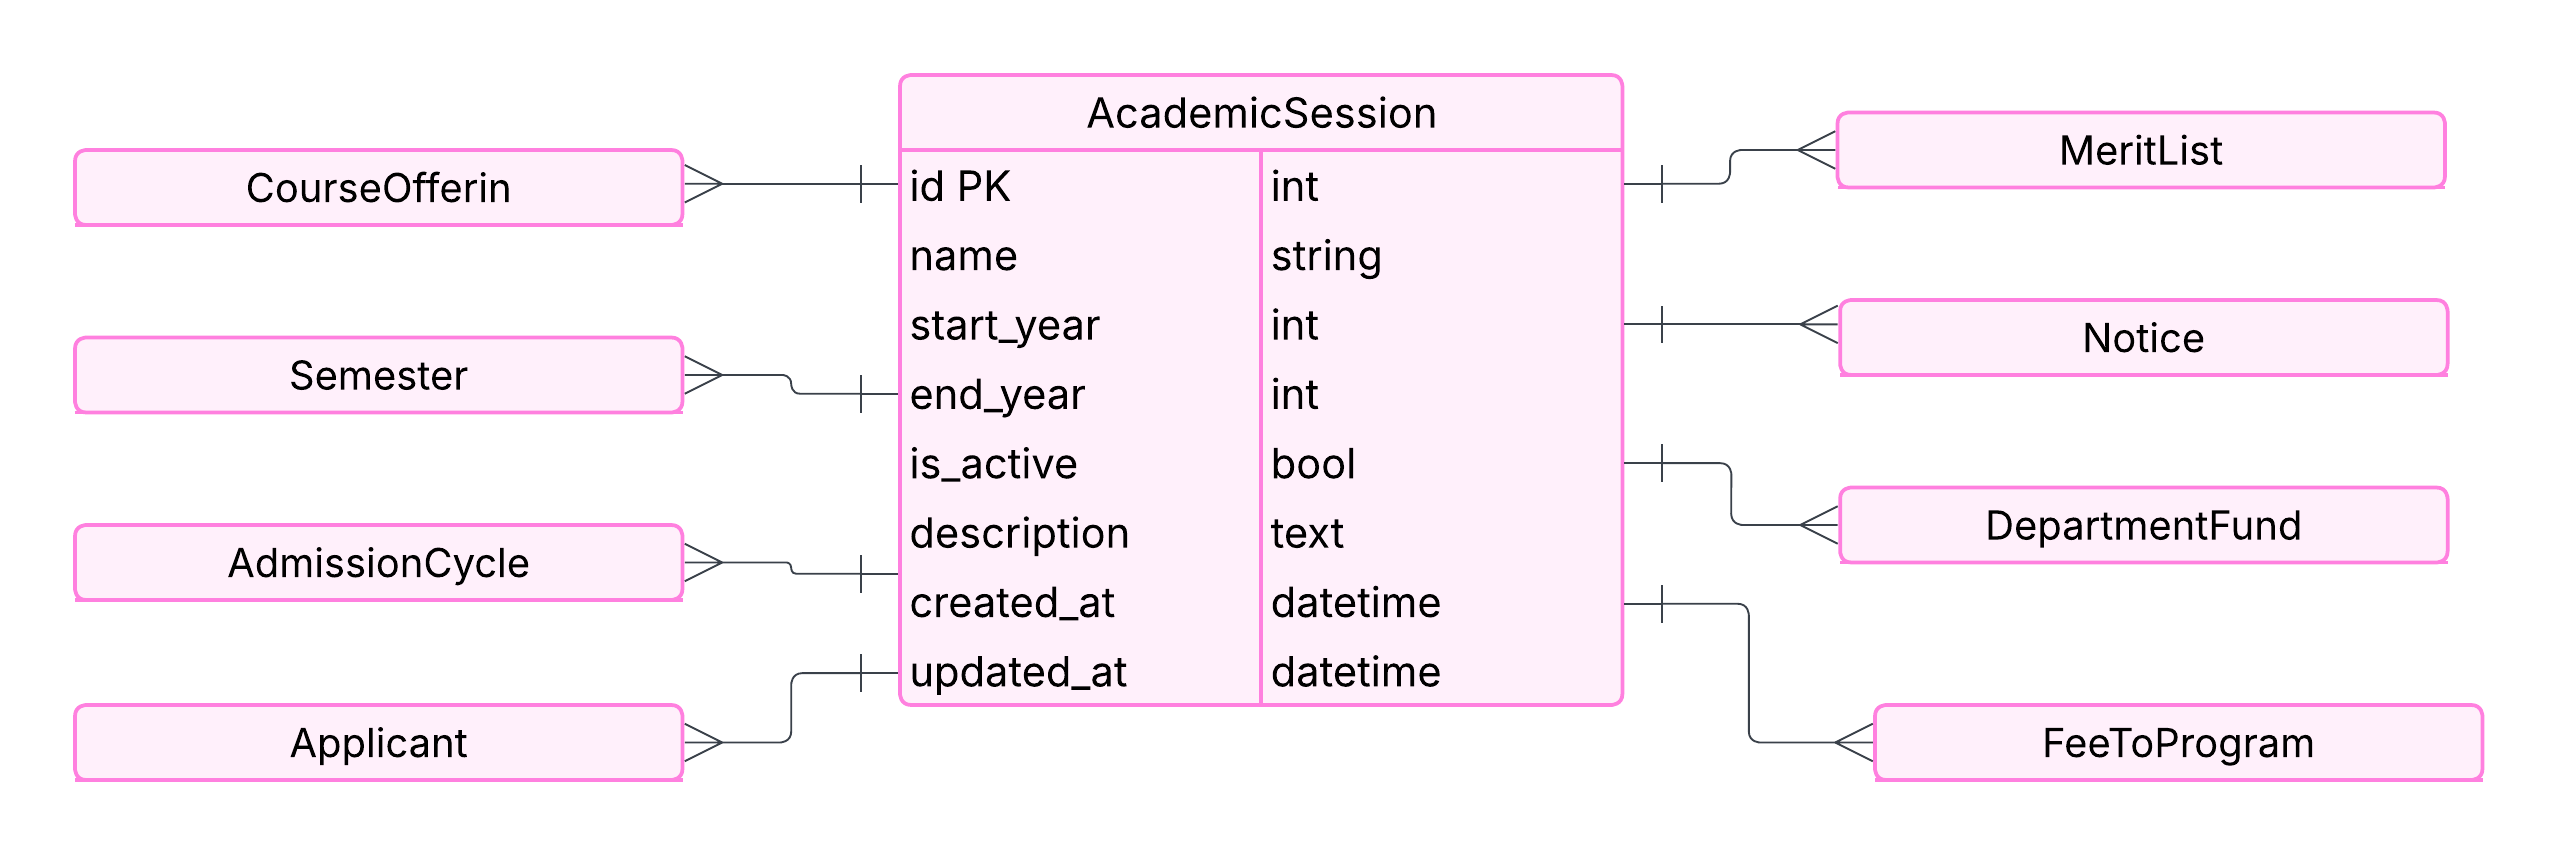 AcademicSession
id PK int
name string
start_year int
end_year int
is_active bool
description text
created_at datetime
updated_at datetime
CourseOfferin
Semester
AdmissionCycle
Applicant
MeritList
Notice
DepartmentFund
FeeToProgram